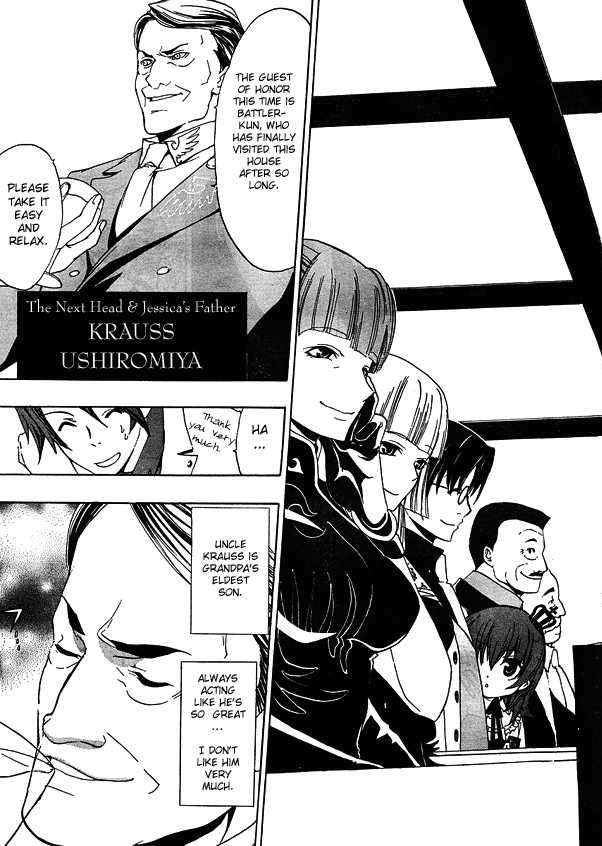 THE GUEST
OF HONOR
THIS TIME IS
BATTLER-
KUN, WHO
HAS FINALLY
VISITED THIS
HOUSE
AFTER SO
LONG.
PLEASE
TAKE IT
EASY
AND
RELAX.
The Next Head & Jessica's Father
KRAUSS
USHIROMIYA
HA
...
Thank
you very
much
UNCLE
KRAUSS IS
GRANDPA'S
ELDEST
SON.
ALWAYS
ACTING
LIKE HE'S
SO GREAT
...
I DON'T
LIKE HIM
VERY
MUCH.